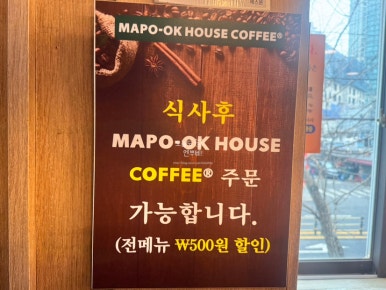 MAPO-OK HOUSE COFFEE®
식사후
MAPO-OK HOUSE
COFFEE® 주문
가능합니다.
(전메뉴 ₩500원 할인)